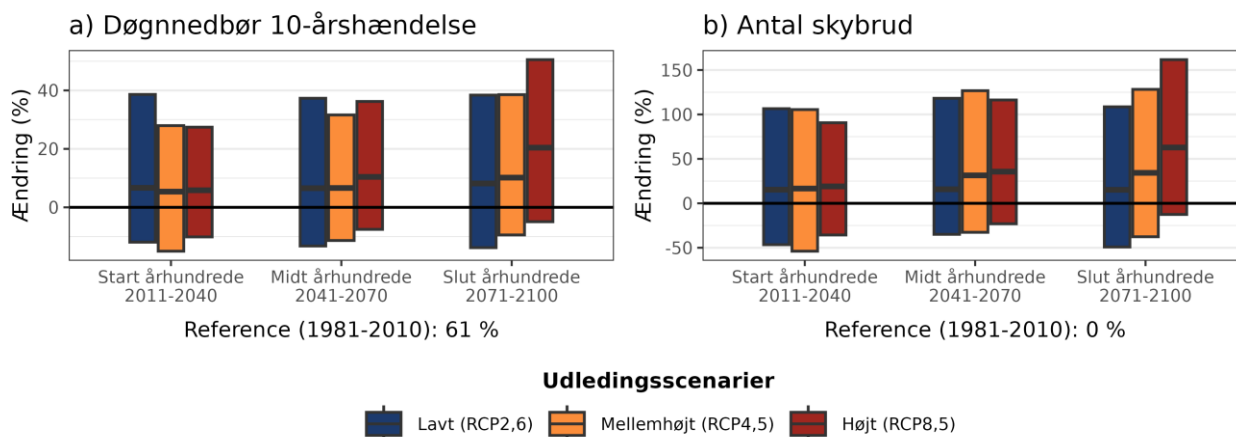 a) Døgnnedbør 10-årshændelse
Ændring (%)
40
20
0
Start århundrede
2011-2040
Midt århundrede
2041-2070
Slut århundrede
2071-2100
Reference (1981-2010): 61 %
b) Antal skybrud
Ændring (%)
150
100
50
0
-50
Start århundrede
2011-2040
Midt århundrede
2041-2070
Slut århundrede
2071-2100
Reference (1981-2010): 0 %
Udledingsscenarier
Lavt (RCP2,6)
Mellemhøjt (RCP4,5)
Højt (RCP8,5)